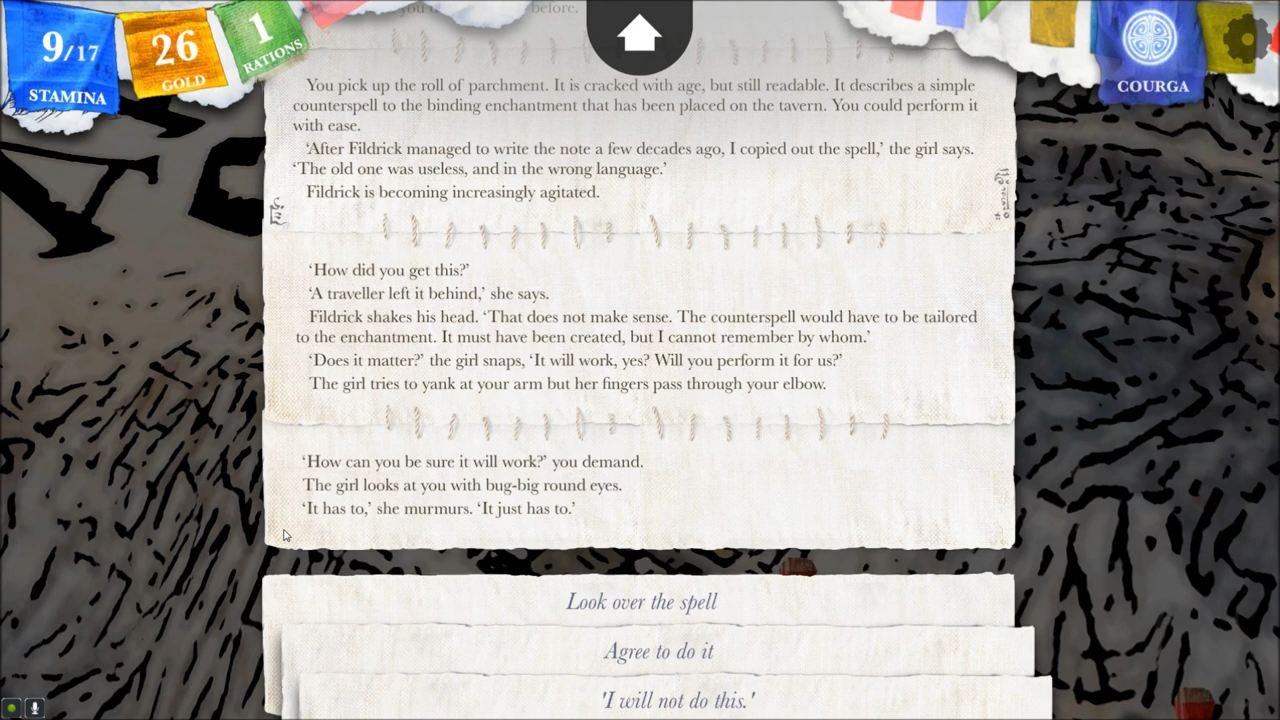 9/17
STAMINA
26
GOLD
1
RATIONS
before.
COURGA
You pick up the roll of parchment. It is cracked with age, but still readable. It describes a simple
counterspell to the binding enchantment that has been placed on the tavern. You could perform it
with ease.
‘After Fildrick managed to write the note a few decades ago, I copied out the spell,’ the girl says.
‘The old one was useless, and in the wrong language.’
Fildrick is becoming increasingly agitated.
‘How did you get this?’
‘A traveller left it behind,’ she says.
Fildrick shakes his head. ‘That does not make sense. The counterspell would have to be tailored
to the enchantment. It must have been created, but I cannot remember by whom.’
‘Does it matter?’ the girl snaps, ‘It will work, yes? Will you perform it for us?’
The girl tries to yank at your arm but her fingers pass through your elbow.
‘How can you be sure it will work?’ you demand.
The girl looks at you with bug-big round eyes.
‘It has to,’ she murmurs. ‘It just has to.’
Look over the spell
Agree to do it
'I will not do this.'